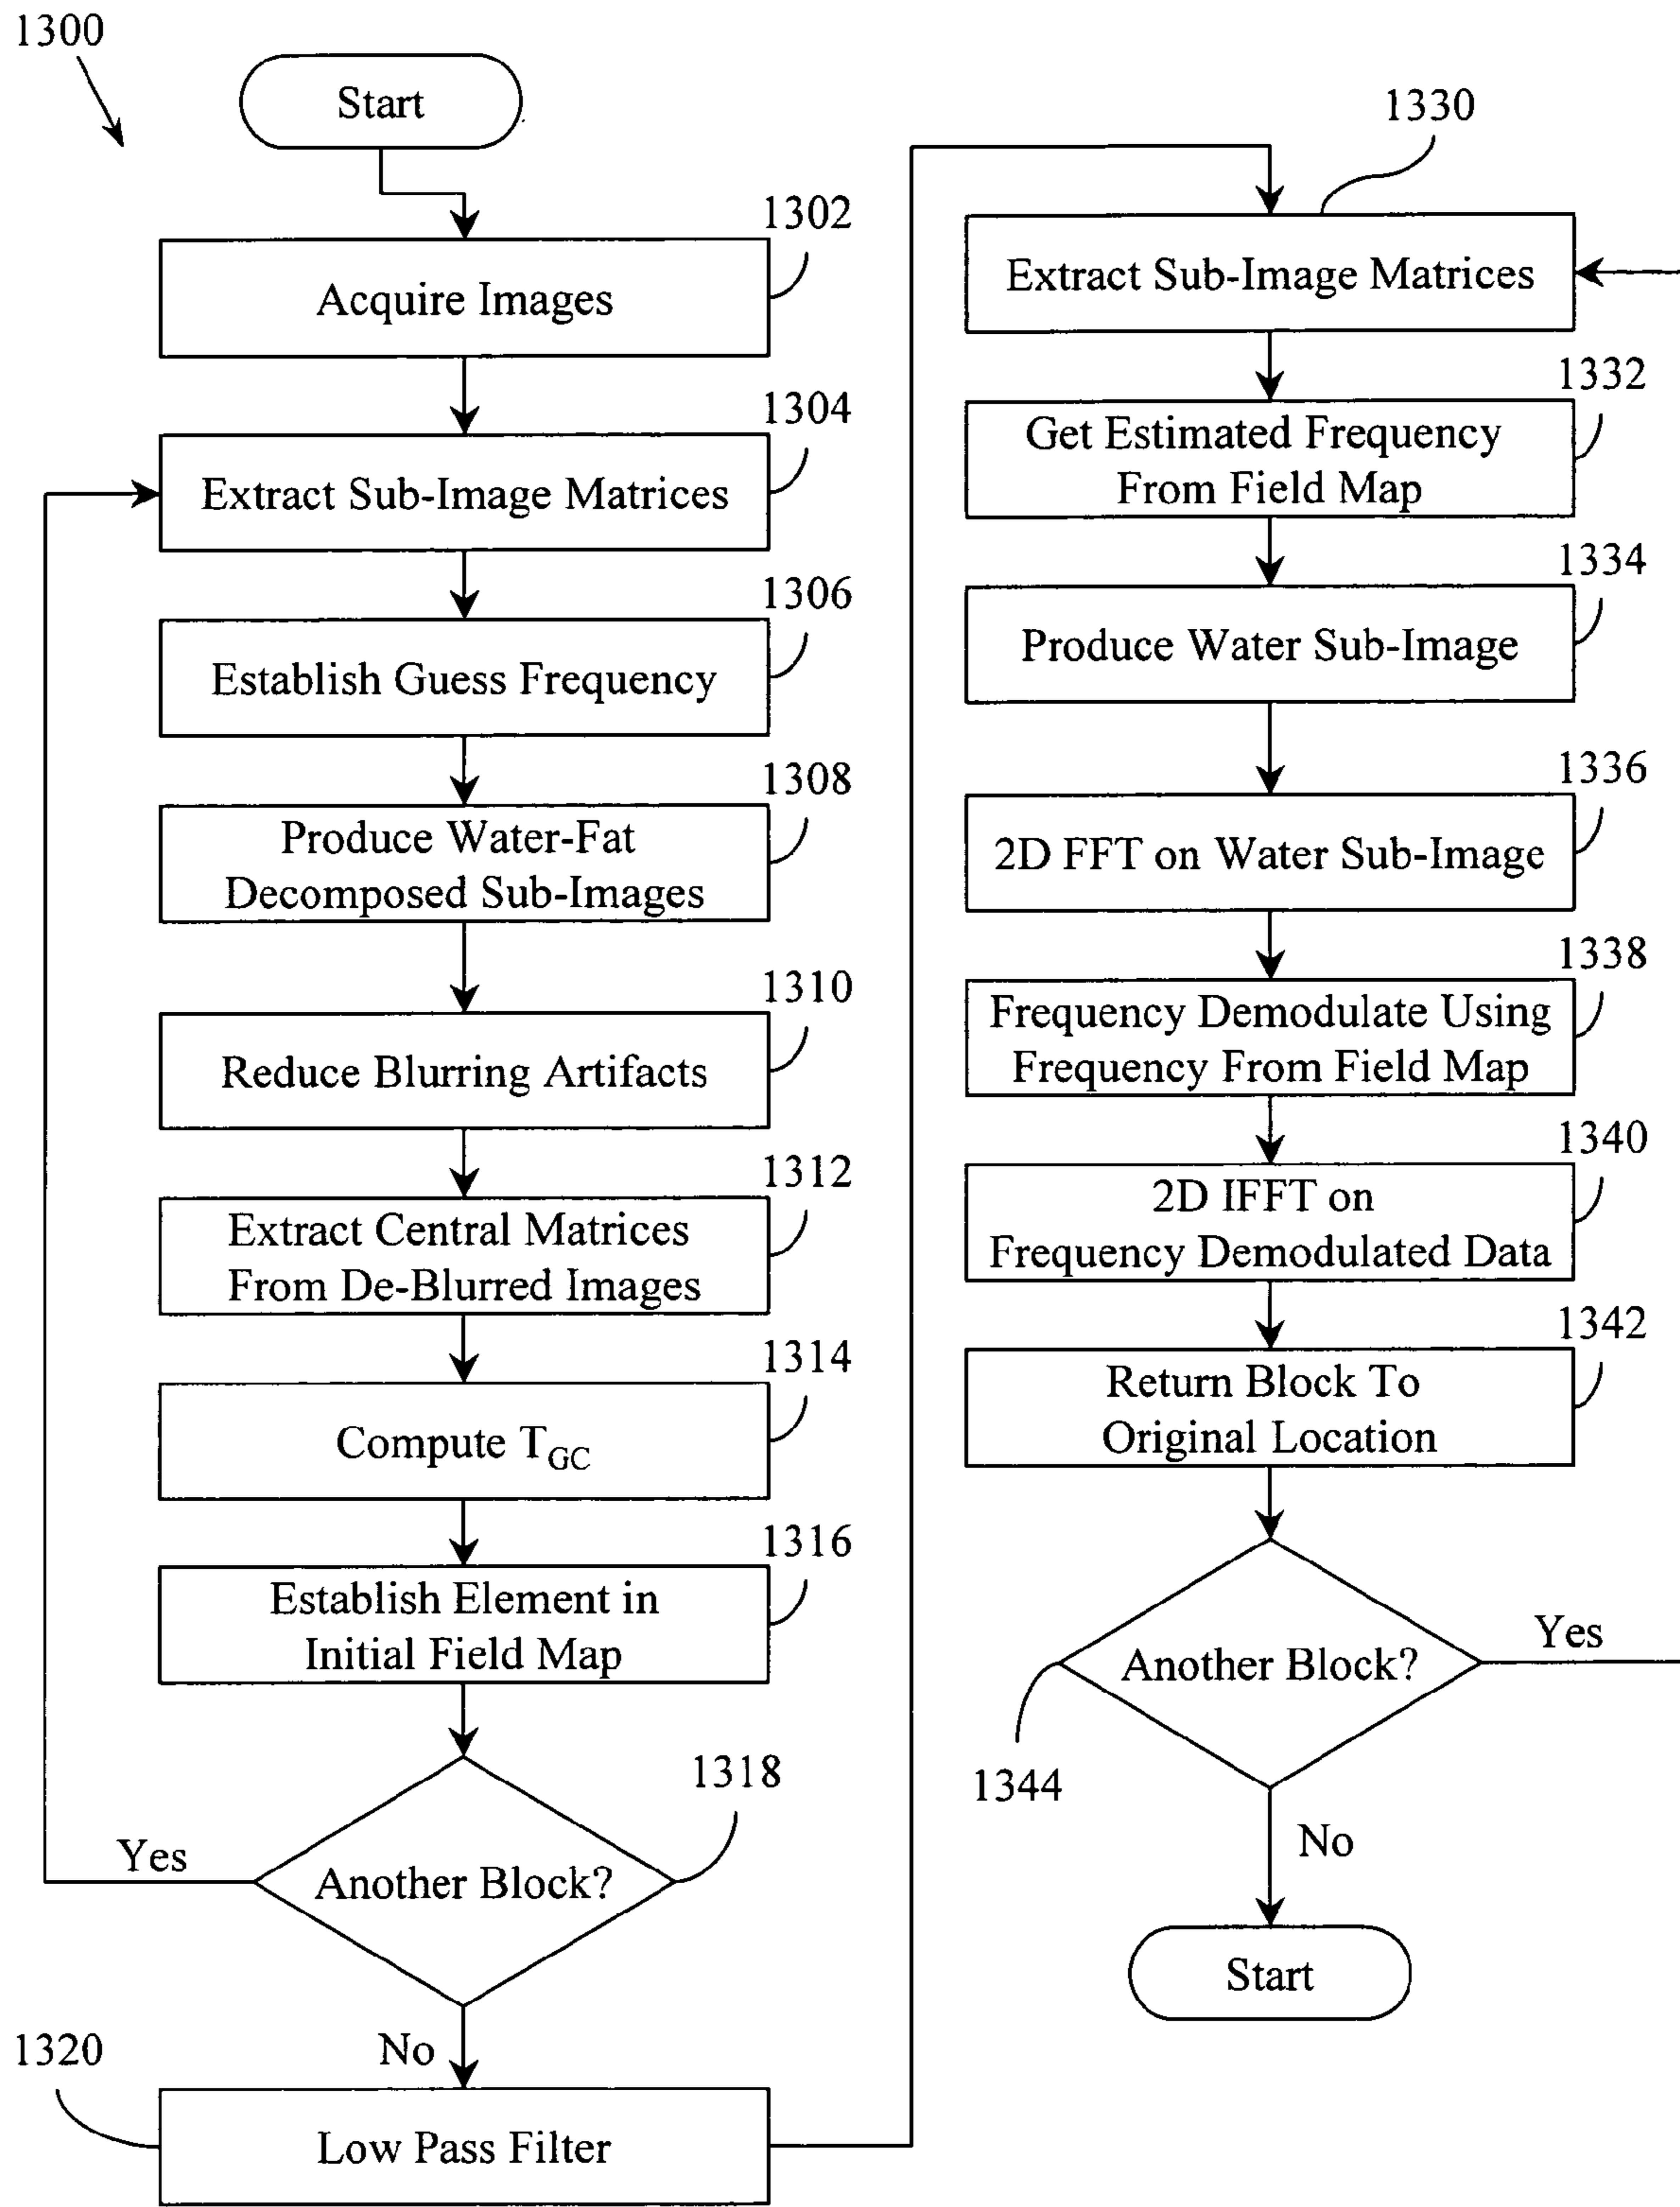 1300
Start
1302
Acquire Images
1304
Extract Sub-Image Matrices
1306
Establish Guess Frequency
1308
Produce Water-Fat
Decomposed Sub-Images
1310
Reduce Blurring Artifacts
1312
Extract Central Matrices
From De-Blurred Images
1314
Compute T_GC
1316
Establish Element in
Initial Field Map
1318
Another Block?
Yes
No
1320
Low Pass Filter
1330
Extract Sub-Image Matrices
1332
Get Estimated Frequency
From Field Map
1334
Produce Water Sub-Image
1336
2D FFT on Water Sub-Image
1338
Frequency Demodulate Using
Frequency From Field Map
1340
2D IFFT on
Frequency Demodulated Data
1342
Return Block To
Original Location
Another Block?
Yes
1344
No
Start